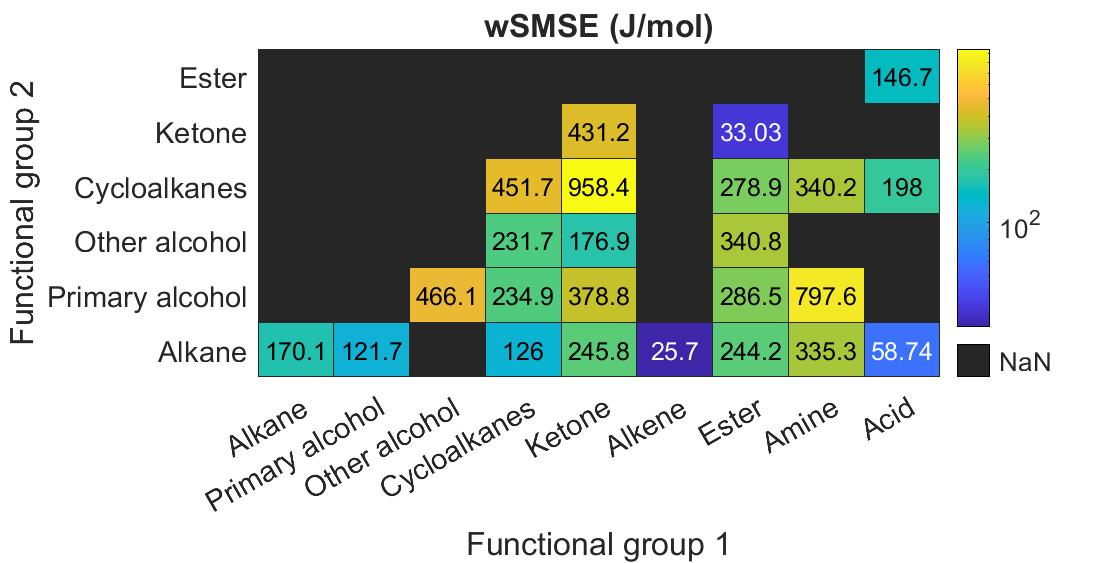 wSMSE (J/mol)
Functional group 2
Ester 146.7
Ketone 431.2 33.03
Cycloalkanes 451.7 958.4 278.9 340.2 198
Other alcohol 231.7 176.9 340.8
Primary alcohol 466.1 234.9 378.8 286.5 797.6
Alkane 170.1 121.7 126 245.8 25.7 244.2 335.3 58.74
10²
NaN
Alkane
Primary alcohol
Other alcohol
Cycloalkanes
Ketone
Alkene
Ester
Amine
Acid
Functional group 1